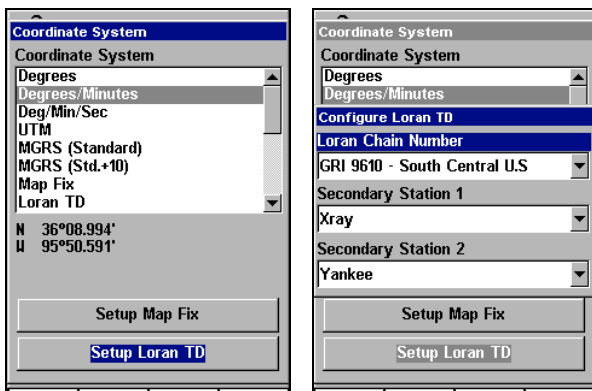 Coordinate System
Coordinate System
Degrees
Degrees/Minutes
Deg/Min/Sec
UTM
MGRS (Standard)
MGRS (Std.+10)
Map Fix
Loran TD
N 36°08.994'
W 95°50.591'
Setup Map Fix
Setup Loran TD
Coordinate System
Coordinate System
Degrees
Degrees/Minutes
Configure Loran TD
Loran Chain Number
GRI 9610 - South Central U.S
Secondary Station 1
Xray
Secondary Station 2
Yankee
Setup Map Fix
Setup Loran TD